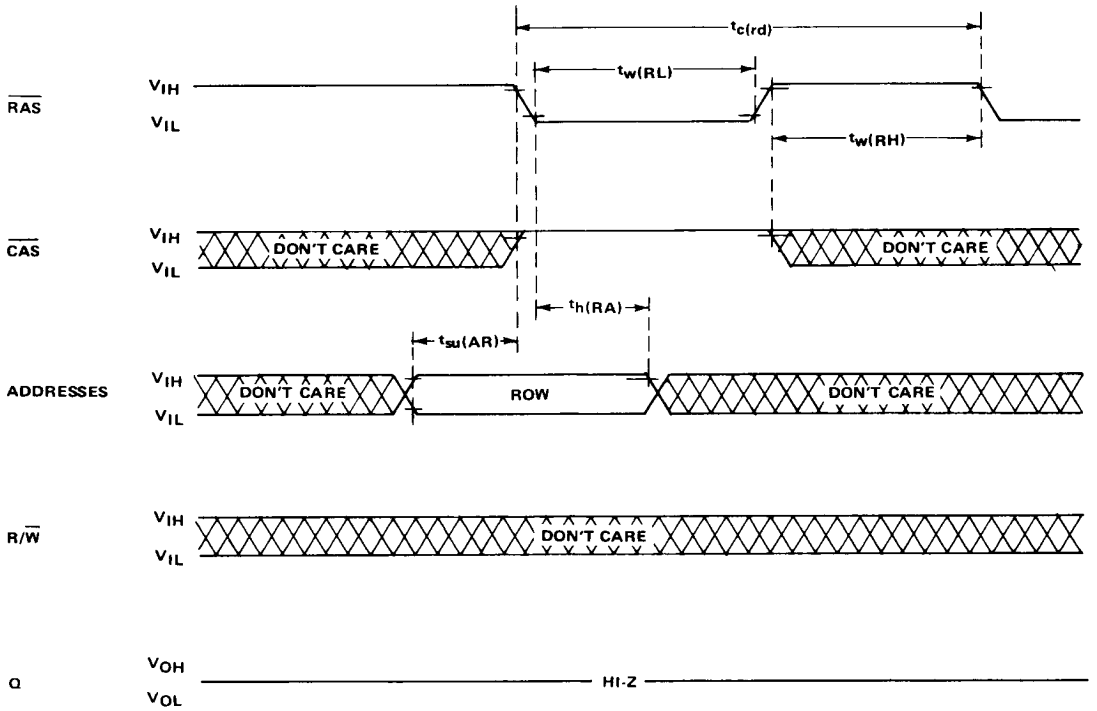 tc(rd)
tw(RL)
RAS
VIH
VIL
tw(RH)
CAS
VIH
DON'T CARE
DON'T CARE
VIL
th(RA)
tsu(AR)
ADDRESSES
VIH
DON'T CARE
ROW
DON'T CARE
VIL
R/W
VIH
DON'T CARE
VIL
Q
VOH
HI-Z
VOL